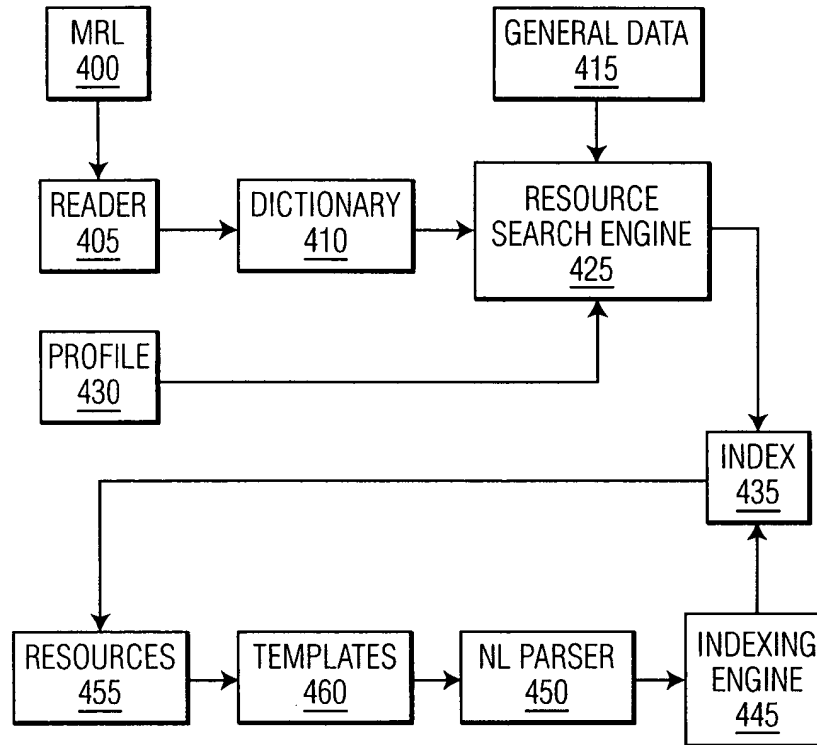 MRL
400
GENERAL DATA
415
READER
405
DICTIONARY
410
RESOURCE
SEARCH ENGINE
425
PROFILE
430
INDEX
435
RESOURCES
455
TEMPLATES
460
NL PARSER
450
INDEXING
ENGINE
445